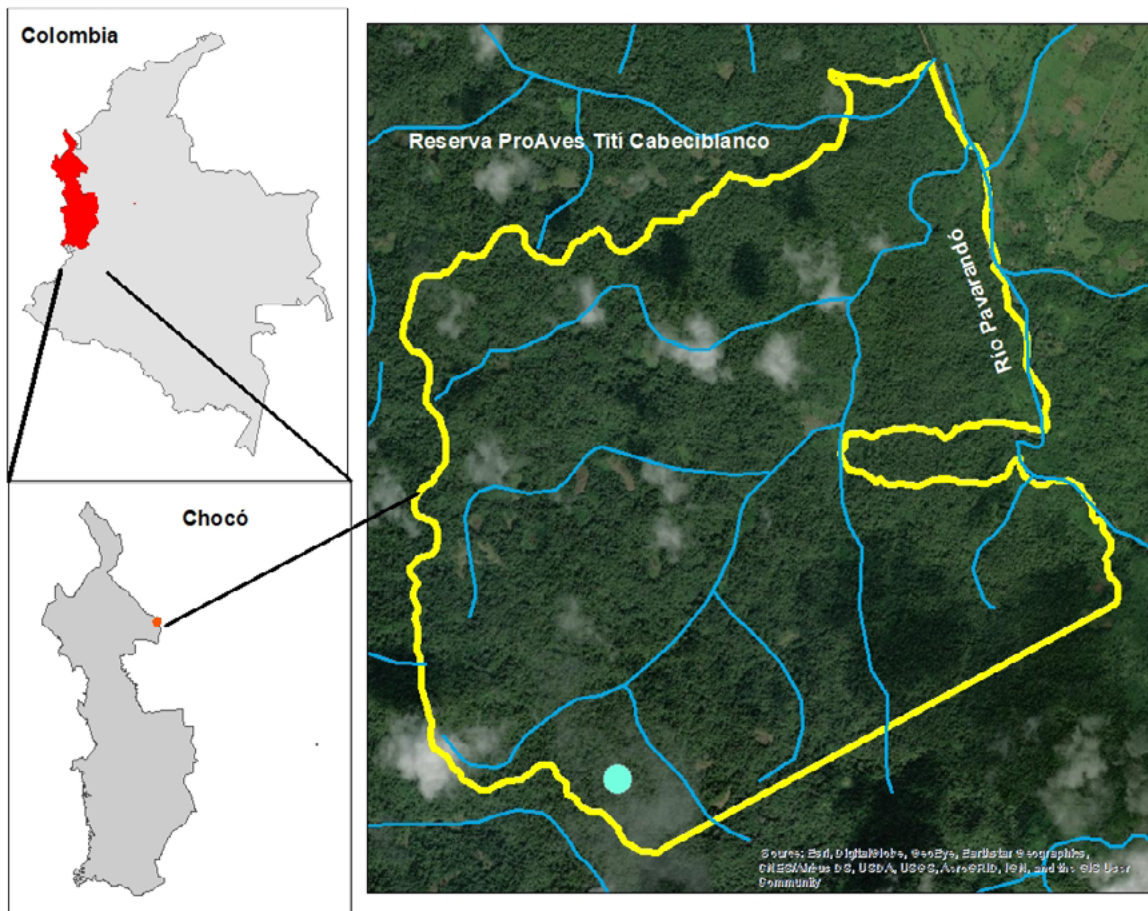 Colombia
Reserva ProAves Tití Cabeciblanco
Río Pavarandó
Chocó
Source: Esri, DigitalGlobe, GeoEye, Earthstar Geographics,
CNES/Airbus DS, USDA, USGS, AeroGRID, IGN, and the GIS User
Community